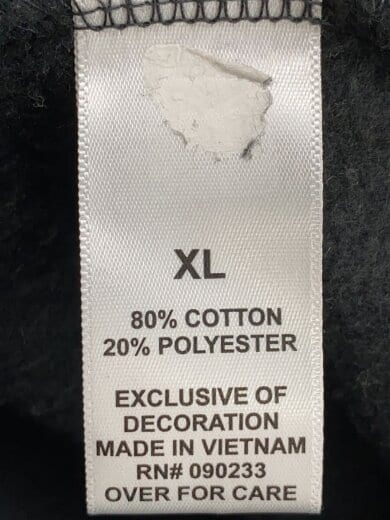 XL
80% COTTON
20% POLYESTER
EXCLUSIVE OF
DECORATION
MADE IN VIETNAM
RN# 090233
OVER FOR CARE